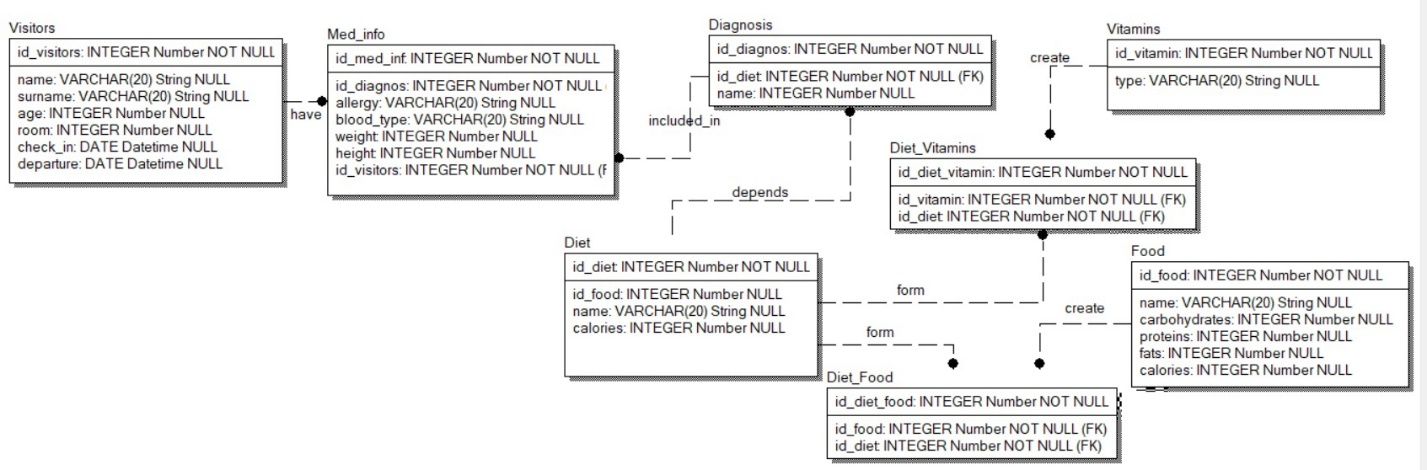 Visitors
id_visitors: INTEGER Number NOT NULL
name: VARCHAR(20) String NULL
surname: VARCHAR(20) String NULL
age: INTEGER Number NULL
room: INTEGER Number NULL
check_in: DATE Datetime NULL
departure: DATE Datetime NULL
have
Med_info
id_med_inf: INTEGER Number NOT NULL
id_diagnos: INTEGER Number NOT NULL (
allergy: VARCHAR(20) String NULL
blood_type: VARCHAR(20) String NULL
weight: INTEGER Number NULL
height: INTEGER Number NULL
id_visitors: INTEGER Number NOT NULL (F
included_in
Diagnosis
id_diagnos: INTEGER Number NOT NULL
id_diet: INTEGER Number NOT NULL (FK)
name: INTEGER Number NULL
depends
Vitamins
id_vitamin: INTEGER Number NOT NULL
type: VARCHAR(20) String NULL
create
Diet_Vitamins
id_diet_vitamin: INTEGER Number NOT NULL
id_vitamin: INTEGER Number NOT NULL (FK)
id_diet: INTEGER Number NOT NULL (FK)
Diet
id_diet: INTEGER Number NOT NULL
id_food: INTEGER Number NULL
name: VARCHAR(20) String NULL
calories: INTEGER Number NULL
form
form
Food
id_food: INTEGER Number NOT NULL
name: VARCHAR(20) String NULL
carbohydrates: INTEGER Number NULL
proteins: INTEGER Number NULL
fats: INTEGER Number NULL
calories: INTEGER Number NULL
create
Diet_Food
id_diet_food: INTEGER Number NOT NULL
id_food: INTEGER Number NOT NULL (FK)
id_diet: INTEGER Number NOT NULL (FK)